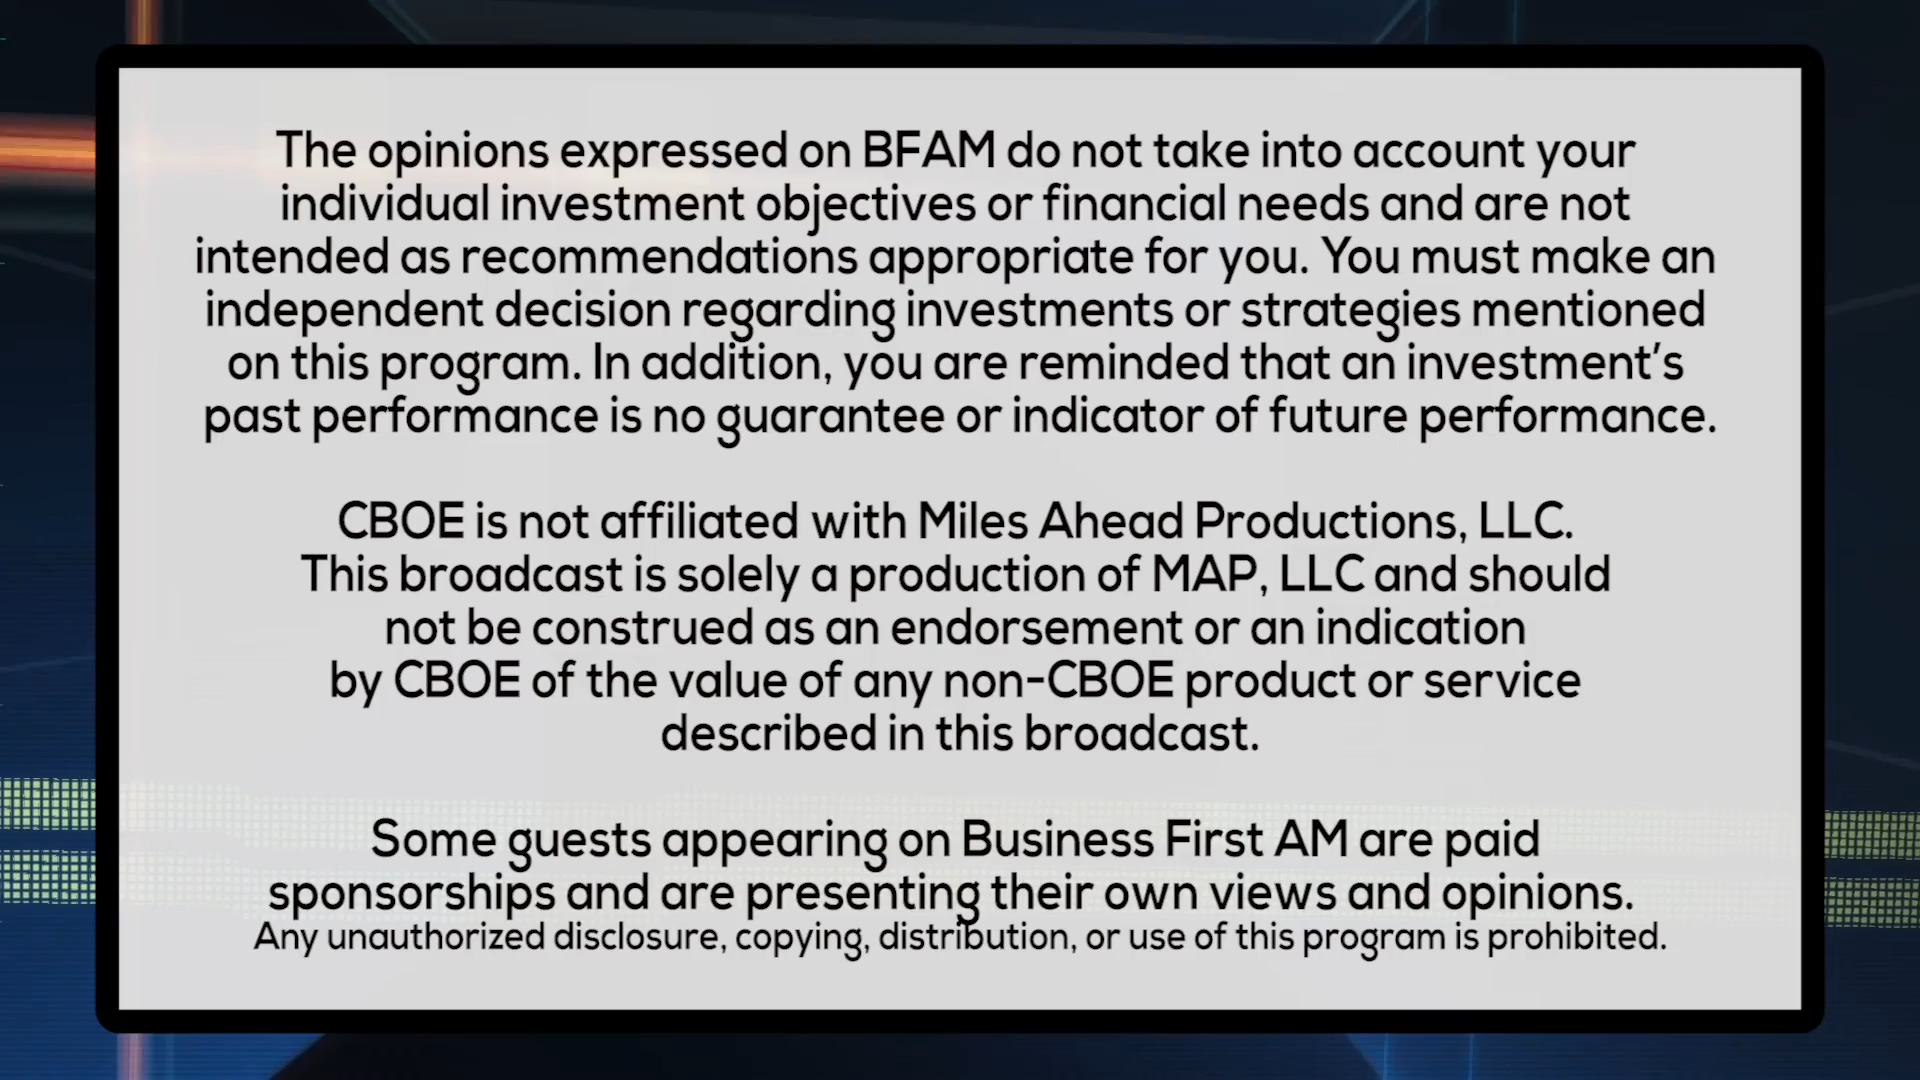 The opinions expressed on BFAM do not take into account your
individual investment objectives or financial needs and are not
intended as recommendations appropriate for you. You must make an
independent decision regarding investments or strategies mentioned
on this program. In addition, you are reminded that an investment’s
past performance is no guarantee or indicator of future performance.
CBOE is not affiliated with Miles Ahead Productions, LLC.
This broadcast is solely a production of MAP, LLC and should
not be construed as an endorsement or an indication
by CBOE of the value of any non-CBOE product or service
described in this broadcast.
Some guests appearing on Business First AM are paid
sponsorships and are presenting their own views and opinions.
Any unauthorized disclosure, copying, distribution, or use of this program is prohibited.